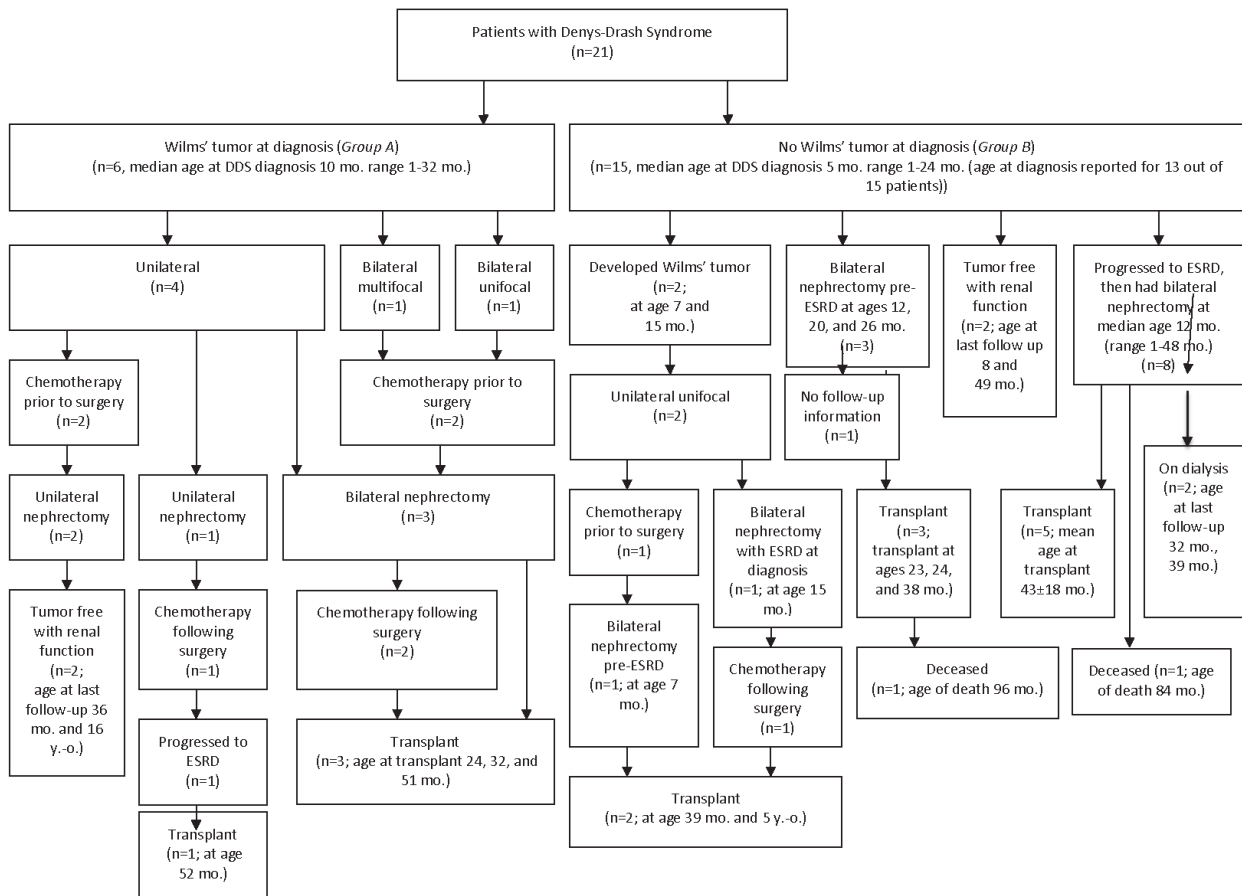 Patients with Denys-Drash Syndrome
(n=21)
Wilms' tumor at diagnosis (Group A)
(n=6, median age at DDS diagnosis 10 mo. range 1-32 mo.)
No Wilms' tumor at diagnosis (Group B)
(n=15, median age at DDS diagnosis 5 mo. range 1-24 mo. (age at diagnosis reported for 13 out of
15 patients))
Unilateral
(n=4)
Bilateral
multifocal
(n=1)
Bilateral
unifocal
(n=1)
Developed Wilms' tumor
(n=2;
at age 7 and
15 mo.)
Bilateral
nephrectomy pre-
ESRD at ages 12,
20, and 26 mo.
(n=3)
Tumor free
with renal
function
(n=2; age at
last follow up
8 and
49 mo.)
Progressed to ESRD,
then had bilateral
nephrectomy at
median age 12 mo.
(range 1-48 mo.)
(n=8)
Chemotherapy
prior to surgery
(n=2)
Chemotherapy prior to
surgery
(n=2)
Unilateral unifocal
(n=2)
No follow-up
information
(n=1)
On dialysis
(n=2; age
at last
follow-up
32 mo.,
39 mo.)
Unilateral
nephrectomy
(n=2)
Unilateral
nephrectomy
(n=1)
Bilateral nephrectomy
(n=3)
Chemotherapy
prior to surgery
(n=1)
Bilateral
nephrectomy
with ESRD at
diagnosis
(n=1; at age 15
mo.)
Transplant
(n=3;
transplant at
ages 23, 24,
and 38 mo.)
Transplant
(n=5; mean
age at
transplant
43±18 mo.)
Tumor free
with renal
function
(n=2;
age at last
follow-up 36
mo. and 16
y.-o.)
Chemotherapy
following
surgery
(n=1)
Chemotherapy following
surgery
(n=2)
Bilateral
nephrectomy
pre-ESRD
(n=1; at age 7
mo.)
Chemotherapy
following
surgery
(n=1)
Deceased
(n=1; age of death 96 mo.)
Deceased (n=1; age
of death 84 mo.)
Progressed to
ESRD
(n=1)
Transplant
(n=3; age at transplant 24, 32, and
51 mo.)
Transplant
(n=2; at age 39 mo. and 5 y.-o.)
Transplant
(n=1; at age
52 mo.)